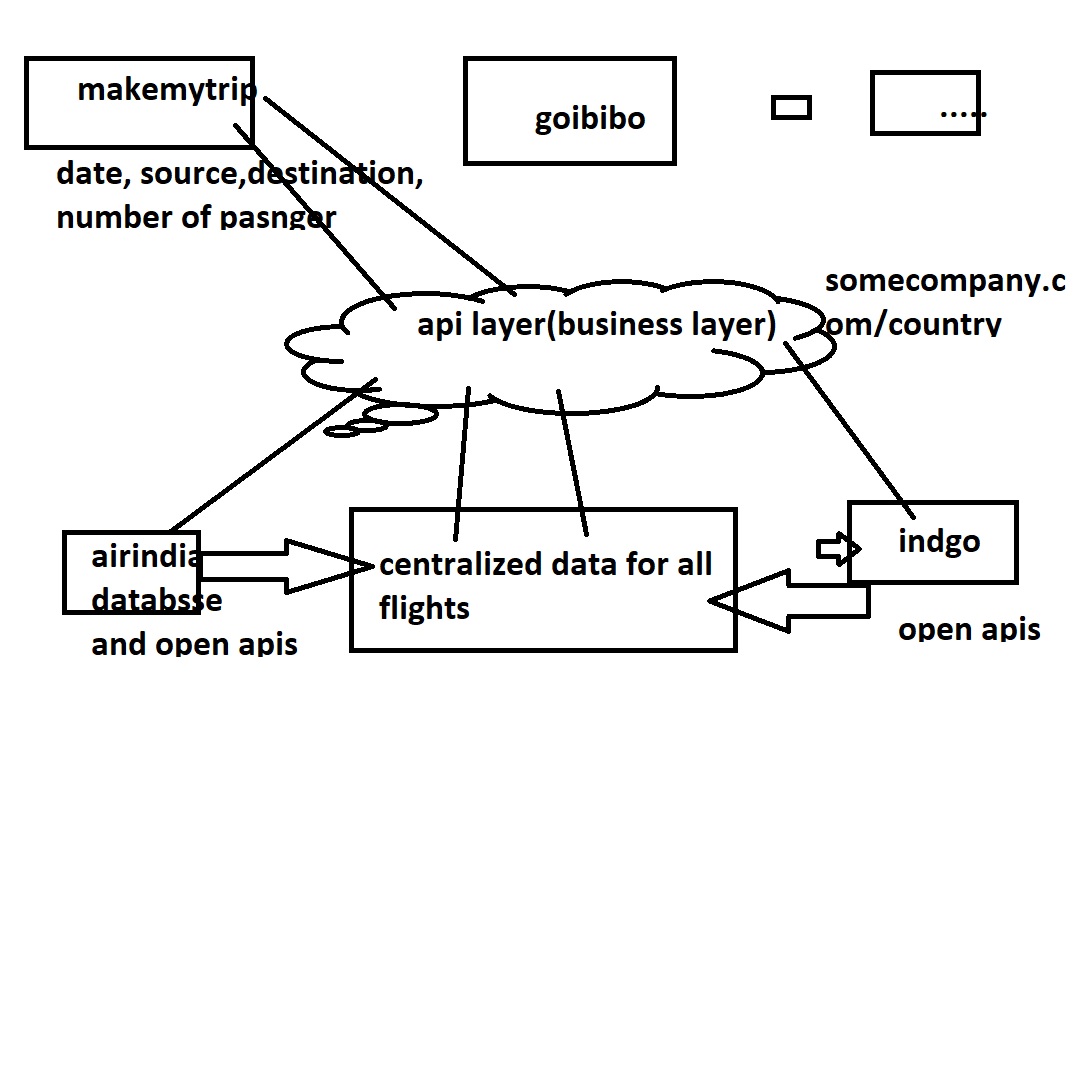 makemytrip
goibibo
.....
date, source,destination,
number of pasnger
somecompany.c
om/country
api layer(business layer)
airindia
databsse
and open apis
centralized data for all
flights
indgo
open apis